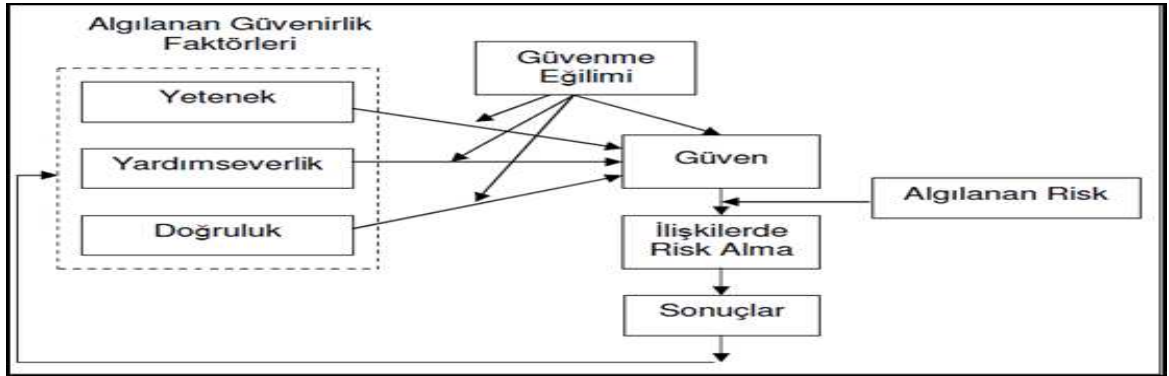 Algılanan Güvenirlik
Faktörleri
Güvenme
Eğilimi
Yetenek
Yardımseverlik
Doğruluk
Güven
Algılanan Risk
İlişkilerde
Risk Alma
Sonuçlar